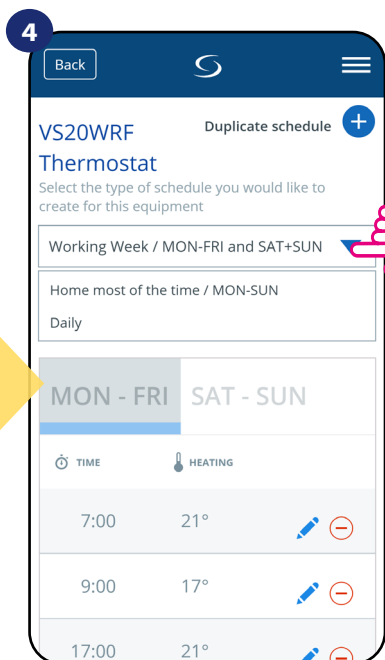 4
Back
VS20WRF
Thermostat
Duplicate schedule
Select the type of schedule you would like to
create for this equipment
Working Week / MON-FRI and SAT+SUN
Home most of the time / MON-SUN
Daily
MON - FRI SAT - SUN
TIME HEATING
7:00 21°
9:00 17°
17:00 21°